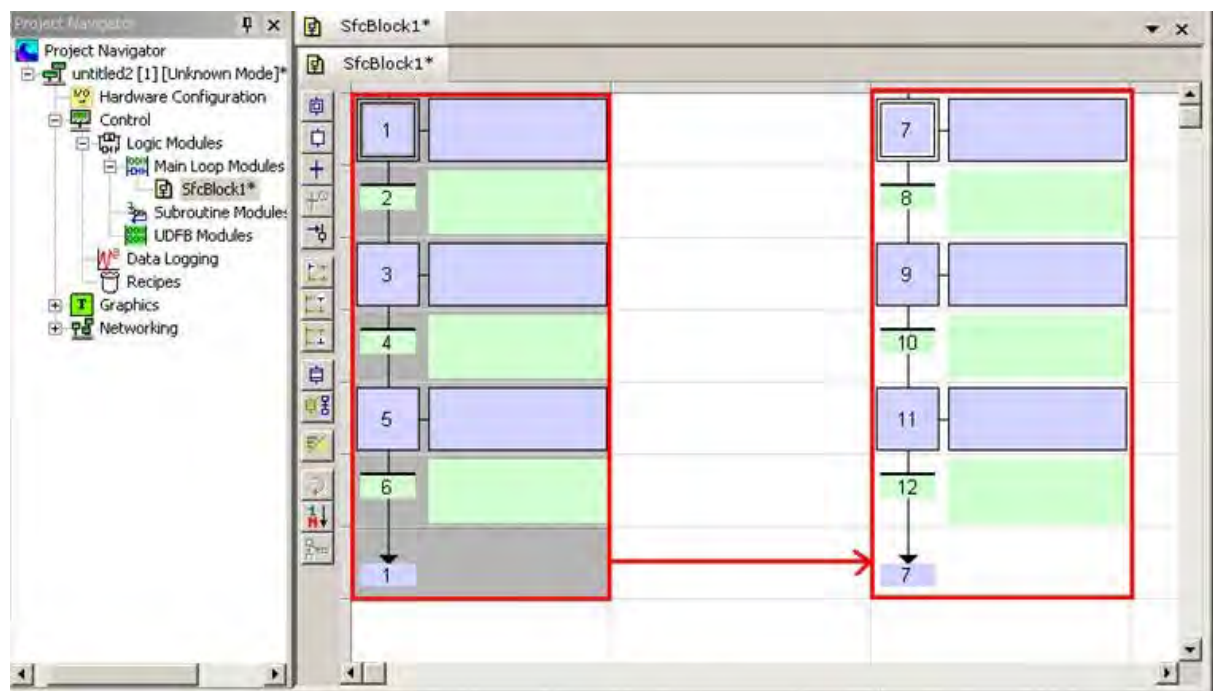 Project Navigator
Project Navigator
untitled2 [1] [Unknown Mode]*
Hardware Configuration
Control
Logic Modules
Main Loop Modules
SfcBlock1*
Subroutine Modules
UDFB Modules
Data Logging
Recipes
Graphics
Networking
SfcBlock1*
SfcBlock1*
1
2
3
4
5
6
1
7
8
9
10
11
12
7